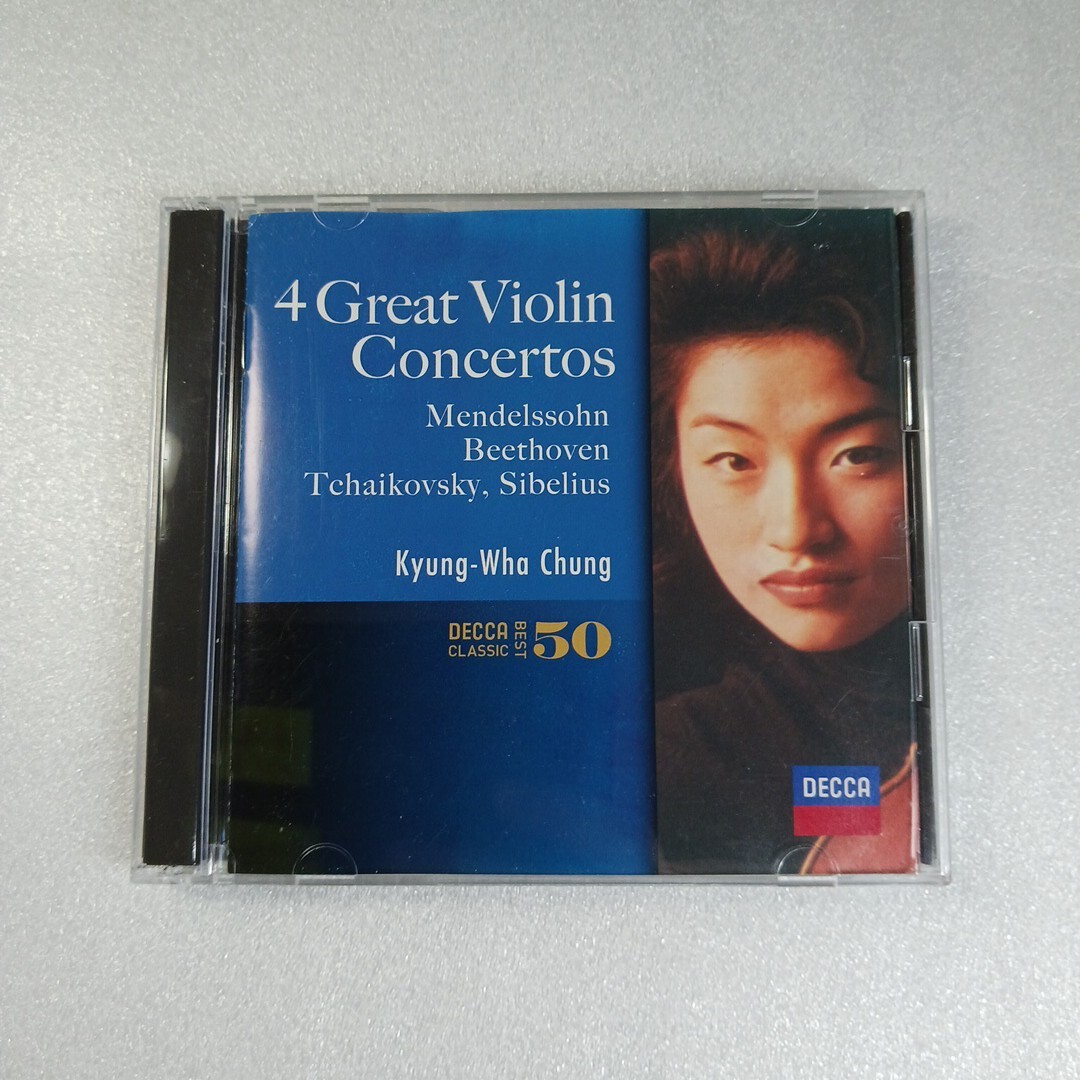 4 Great Violin
Concertos
Mendelssohn
Beethoven
Tchaikovsky, Sibelius
Kyung-Wha Chung
DECCA
CLASSIC
BEST
50
DECCA